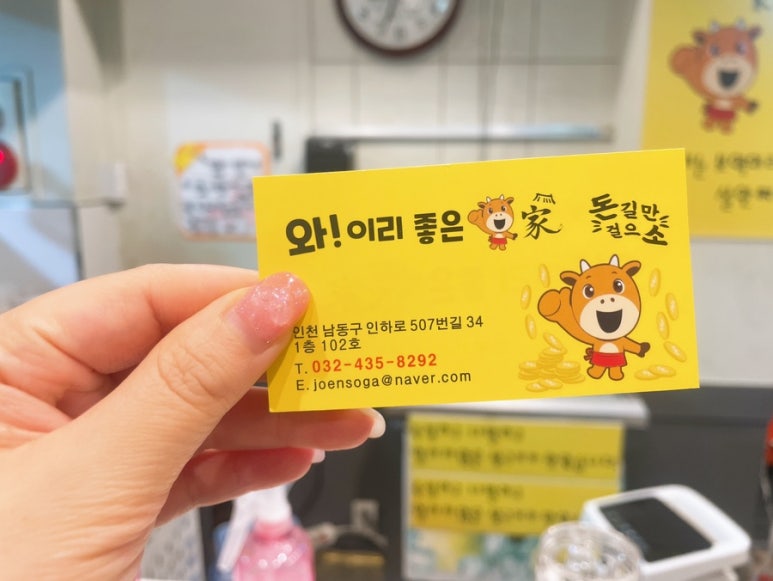 와! 이리 좋은 家
돈길만
걸으소
인천 남동구 인하로 507번길 34
1층 102호
T. 032-435-8292
E. joensoga@naver.com